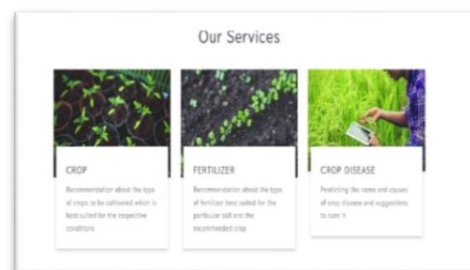 Our Services
CROP
Recommendation about the type
of crops to be cultivated which is
best suited for the respective
conditions
FERTILIZER
Recommendation about the type
of fertilizer best suited for the
particular soil and the
recommended crop
CROP DISEASE
Predicting the name and causes
of crop disease and suggestions
to cure it